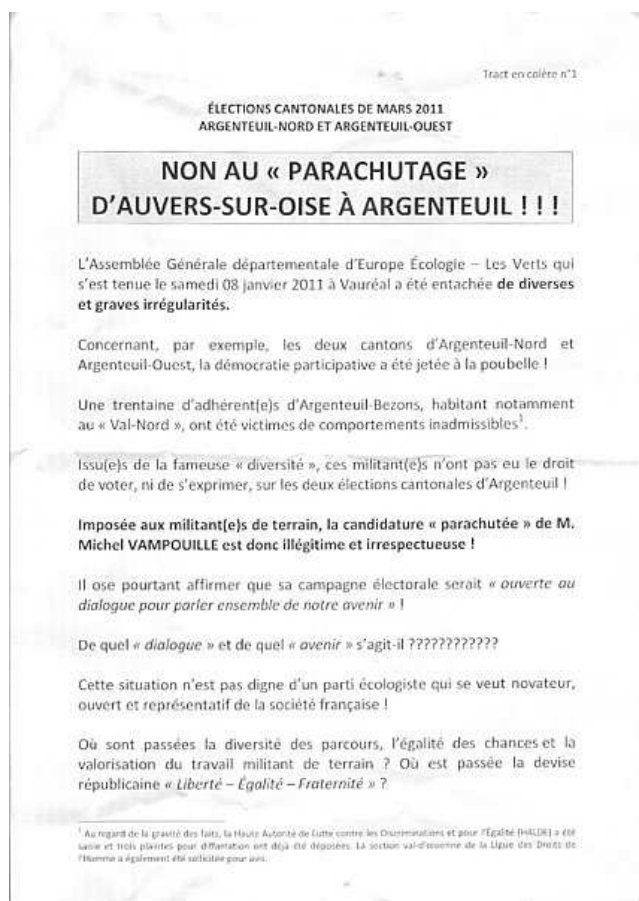 Tract en colère n°1
ÉLECTIONS CANTONALES DE MARS 2011
ARGENTEUIL-NORD ET ARGENTEUIL-OUEST
NON AU « PARACHUTAGE »
D'AUVERS-SUR-OISE À ARGENTEUIL ! ! !
L'Assemblée Générale départementale d'Europe Écologie – Les Verts qui
s'est tenue le samedi 08 janvier 2011 à Vauréal a été entachée de diverses
et graves irrégularités.
Concernant, par exemple, les deux cantons d'Argenteuil-Nord et
Argenteuil-Ouest, la démocratie participative a été jetée à la poubelle !
Une trentaine d'adhérent(e)s d'Argenteuil-Bezons, habitant notamment
au « Val-Nord », ont été victimes de comportements inadmissibles¹.
Issu(e)s de la fameuse « diversité », ces militant(e)s n'ont pas eu le droit
de voter, ni de s'exprimer, sur les deux élections cantonales d'Argenteuil !
Imposée aux militant(e)s de terrain, la candidature « parachutée » de M.
Michel VAMPOUILLE est donc illégitime et irrespectueuse !
Il ose pourtant affirmer que sa campagne électorale serait « ouverte au
dialogue pour parler ensemble de notre avenir » !
De quel « dialogue » et de quel « avenir » s'agit-il ????????????
Cette situation n'est pas digne d'un parti écologiste qui se veut novateur,
ouvert et représentatif de la société française !
Où sont passées la diversité des parcours, l'égalité des chances et la
valorisation du travail militant de terrain ? Où est passée la devise
républicaine « Liberté – Égalité – Fraternité » ?
¹ Au regard de la gravité des faits, la Haute Autorité de Lutte contre les Discriminations et pour l'Égalité (HALDE) a été
saisie et trois plaintes pour diffamation ont déjà été déposées. La section val-d'oisienne de la Ligue des Droits de
l'Homme a également été sollicitée pour avis.